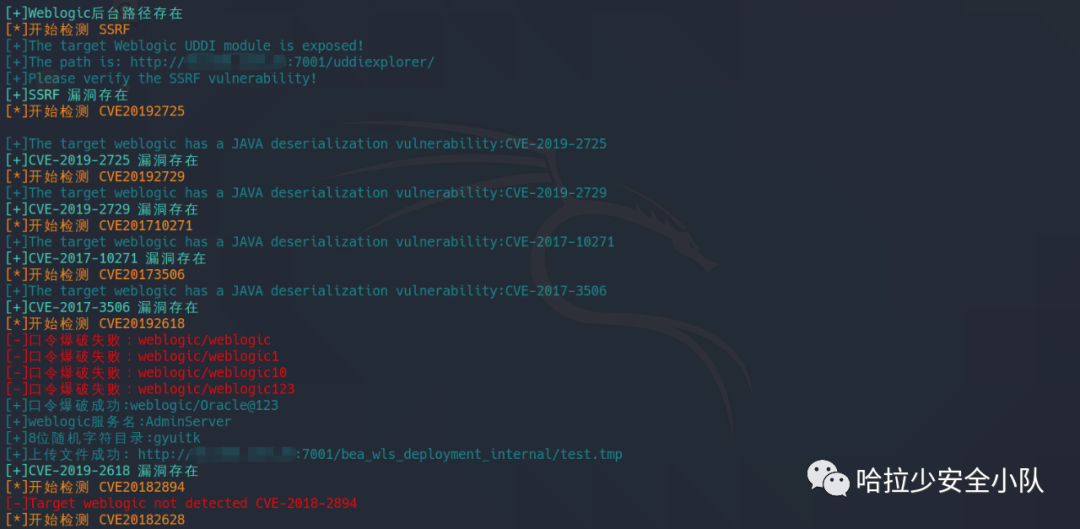 [+]Weblogic后台路径存在
[*]开始检测 SSRF
[+]The target Weblogic UDDI module is exposed!
[+]The path is: http://:7001/uddiexplorer/
[+]Please verify the SSRF vulnerability!
[+]SSRF 漏洞存在
[*]开始检测 CVE20192725
[+]The target weblogic has a JAVA deserialization vulnerability:CVE-2019-2725
[+]CVE-2019-2725 漏洞存在
[*]开始检测 CVE20192729
[+]The target weblogic has a JAVA deserialization vulnerability:CVE-2019-2729
[+]CVE-2019-2729 漏洞存在
[*]开始检测 CVE201710271
[+]The target weblogic has a JAVA deserialization vulnerability:CVE-2017-10271
[+]CVE-2017-10271 漏洞存在
[*]开始检测 CVE20173506
[+]The target weblogic has a JAVA deserialization vulnerability:CVE-2017-3506
[+]CVE-2017-3506 漏洞存在
[*]开始检测 CVE20192618
[-]口令爆破失败：weblogic/weblogic
[-]口令爆破失败：weblogic/weblogic1
[-]口令爆破失败：weblogic/weblogic10
[-]口令爆破失败：weblogic/weblogic123
[+]口令爆破成功:weblogic/Oracle@123
[+]weblogic服务名:AdminServer
[+]8位随机字符目录:gyuitk
[+]上传文件成功: http://:7001/bea_wls_deployment_internal/test.tmp
[+]CVE-2019-2618 漏洞存在
[*]开始检测 CVE20182894
[-]Target weblogic not detected CVE-2018-2894
[*]开始检测 CVE20182628
哈拉少安全小队